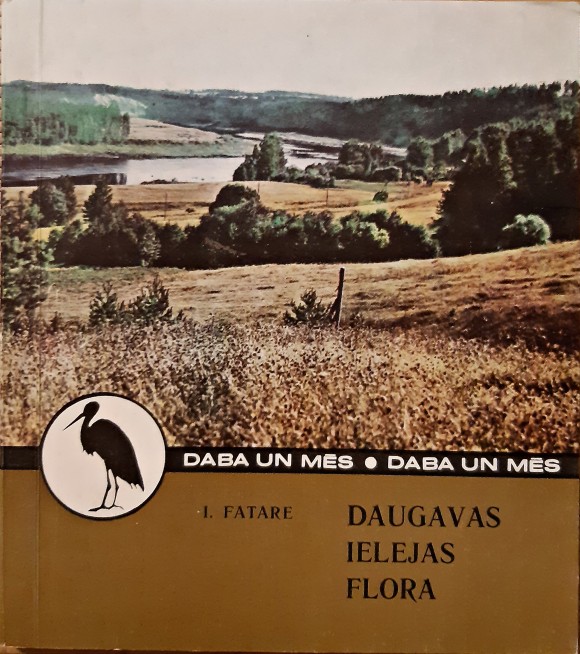 DABA UN MĒS ● DABA UN MĒS
I. FATARE
DAUGAVAS
IELEJAS
FLORA